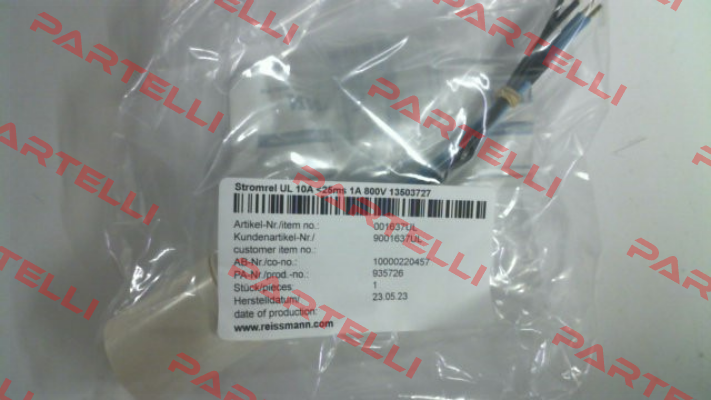 Stromrel UL 10A <25ms 1A 800V 13503727
Artikel-Nr./item no.: 001637UL
Kundenartikel-Nr./ 9001637UL
customer item no.:
AB-Nr./co-no.: 10000220457
PA-Nr./prod.-no.: 935726
Stück/pieces 1
Herstelldatum/ 23.05.23
date of production:
www.reissmann.com
PARTELLI
PARTELLI
PARTELLI
PARTELLI
PARTELLI
PARTELLI
PARTELLI
PARTELLI